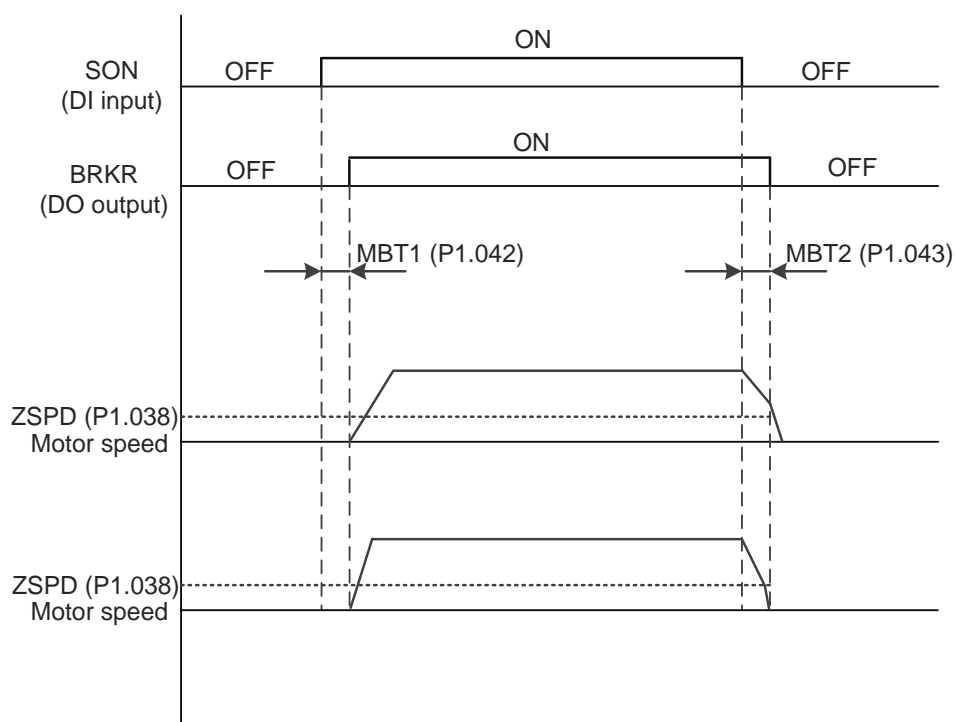 ON
SON
(DI input)
OFF
OFF
ON
BRKR
(DO output)
OFF
OFF
MBT1 (P1.042)
MBT2 (P1.043)
ZSPD (P1.038)
Motor speed
ZSPD (P1.038)
Motor speed